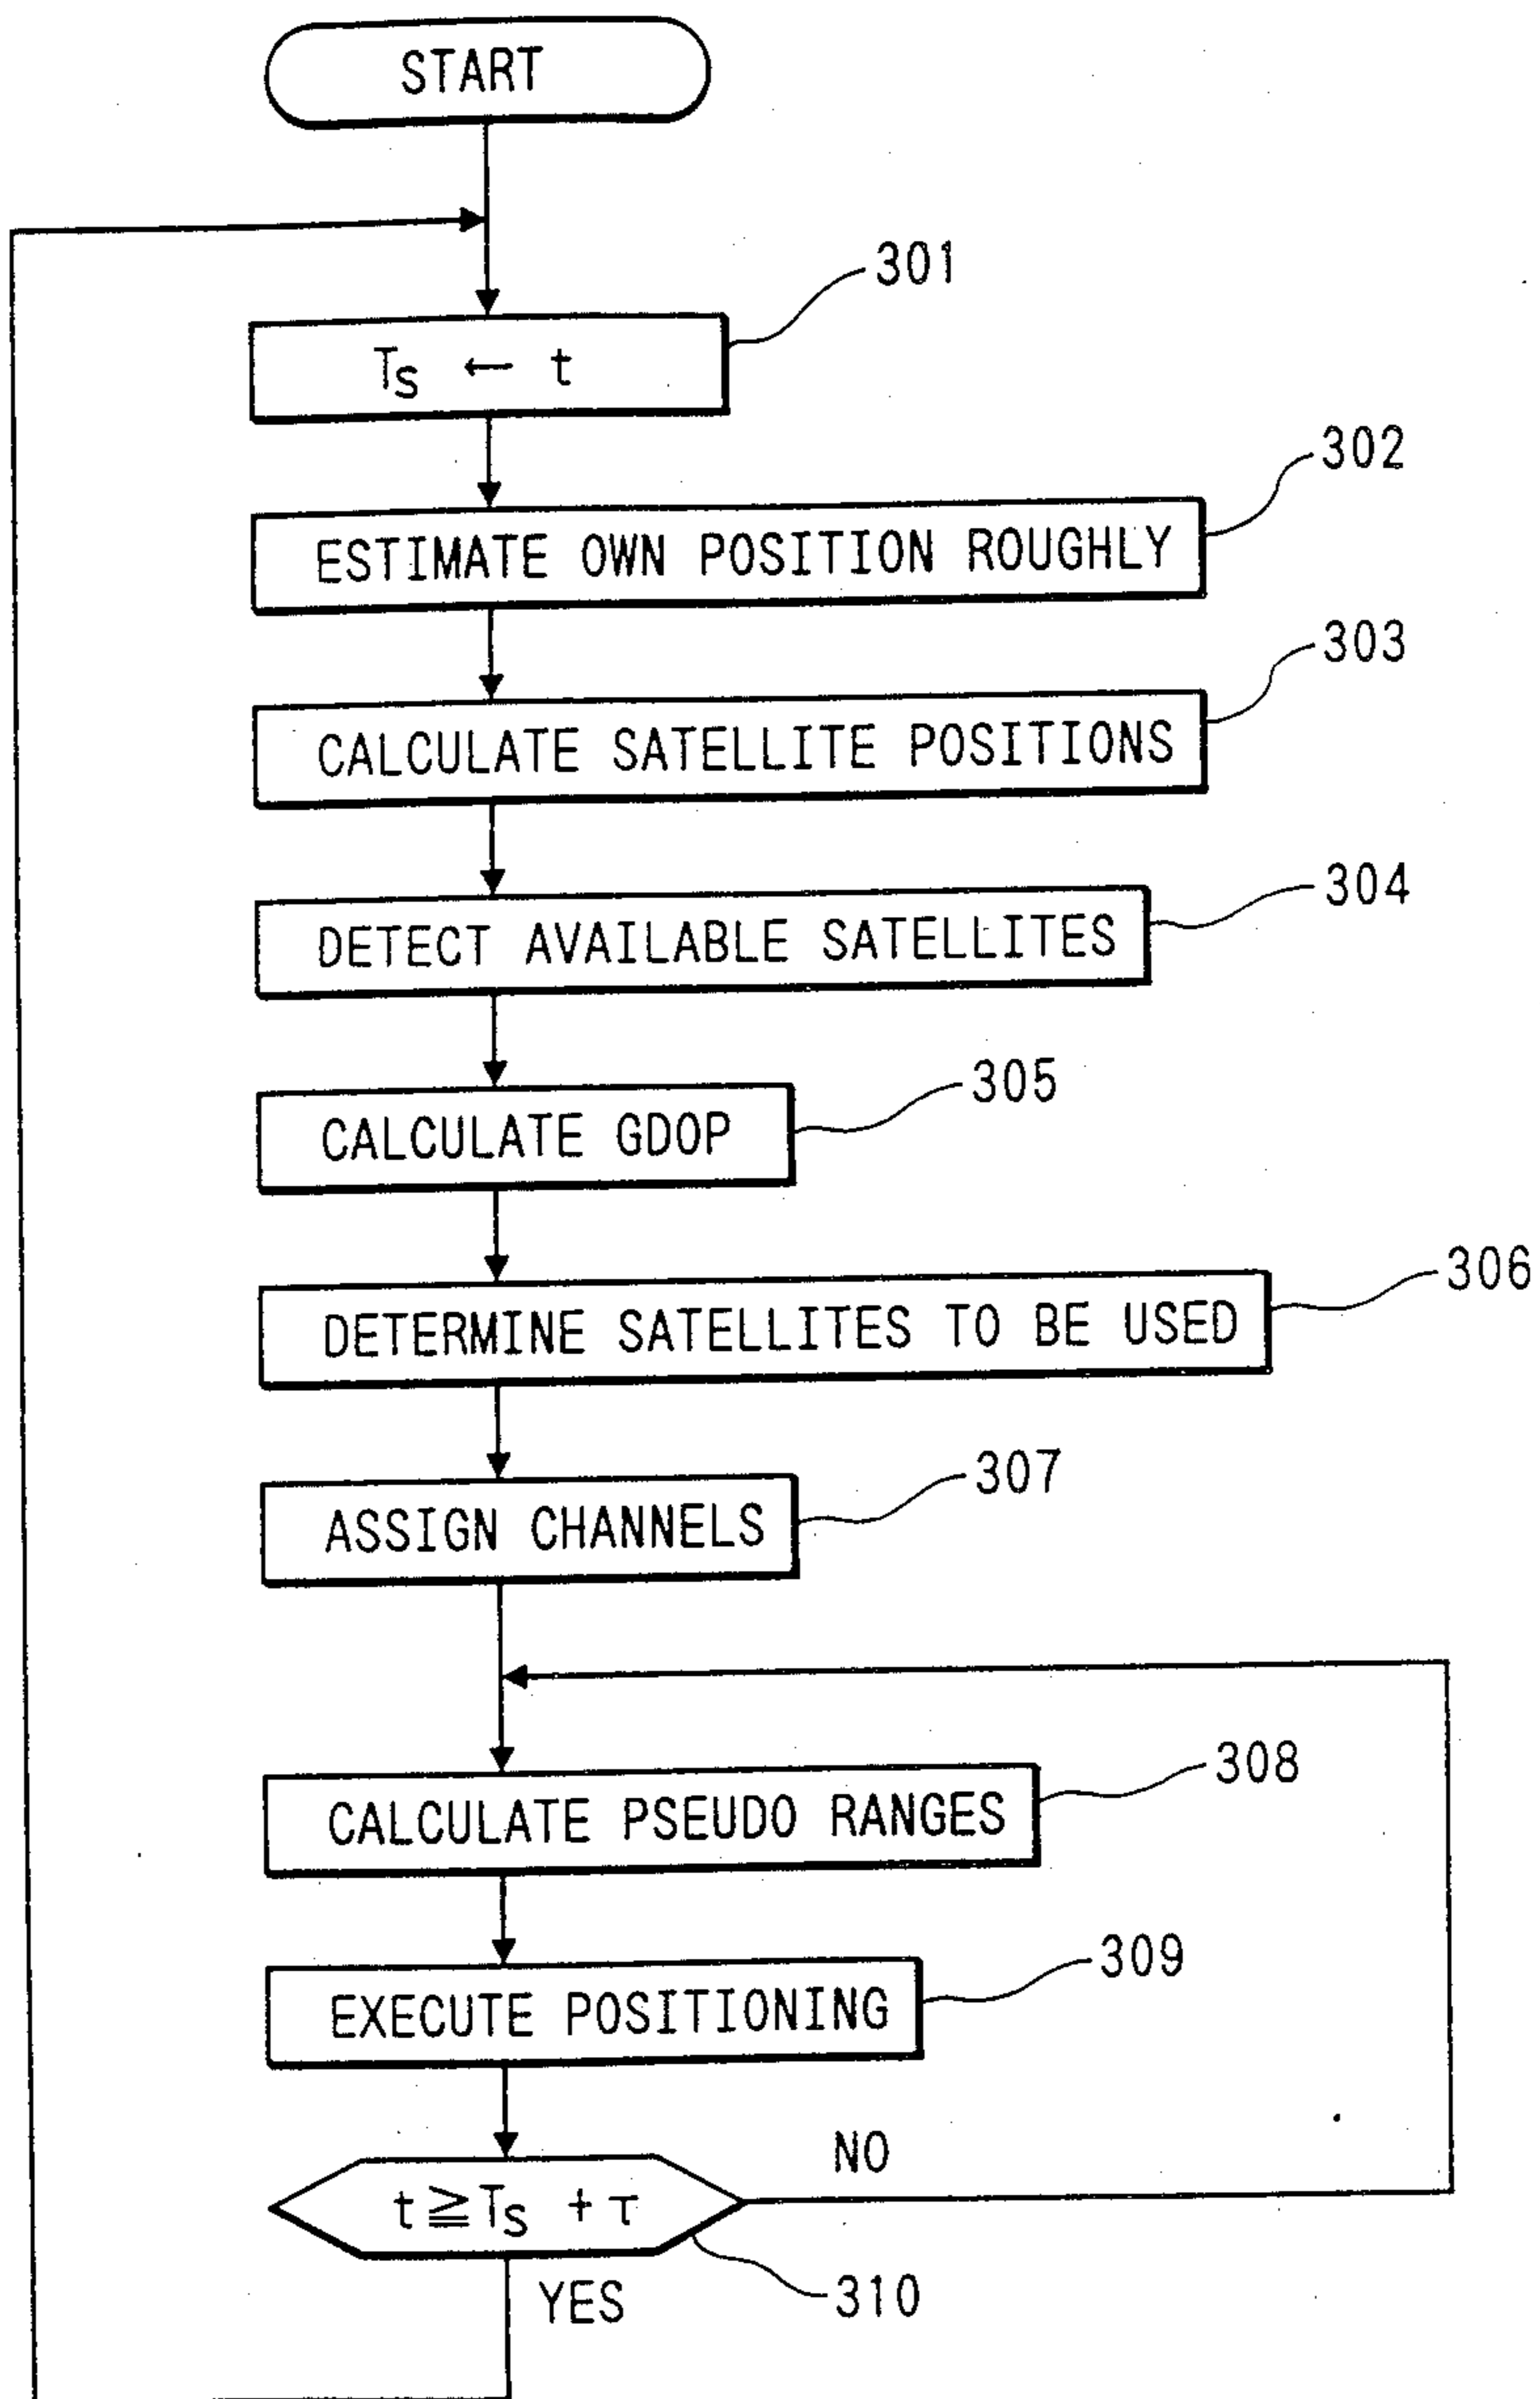 START
301
Ts ← t
302
ESTIMATE OWN POSITION ROUGHLY
303
CALCULATE SATELLITE POSITIONS
304
DETECT AVAILABLE SATELLITES
305
CALCULATE GDOP
306
DETERMINE SATELLITES TO BE USED
307
ASSIGN CHANNELS
308
CALCULATE PSEUDO RANGES
309
EXECUTE POSITIONING
NO
t ≧ Ts + τ
YES
310